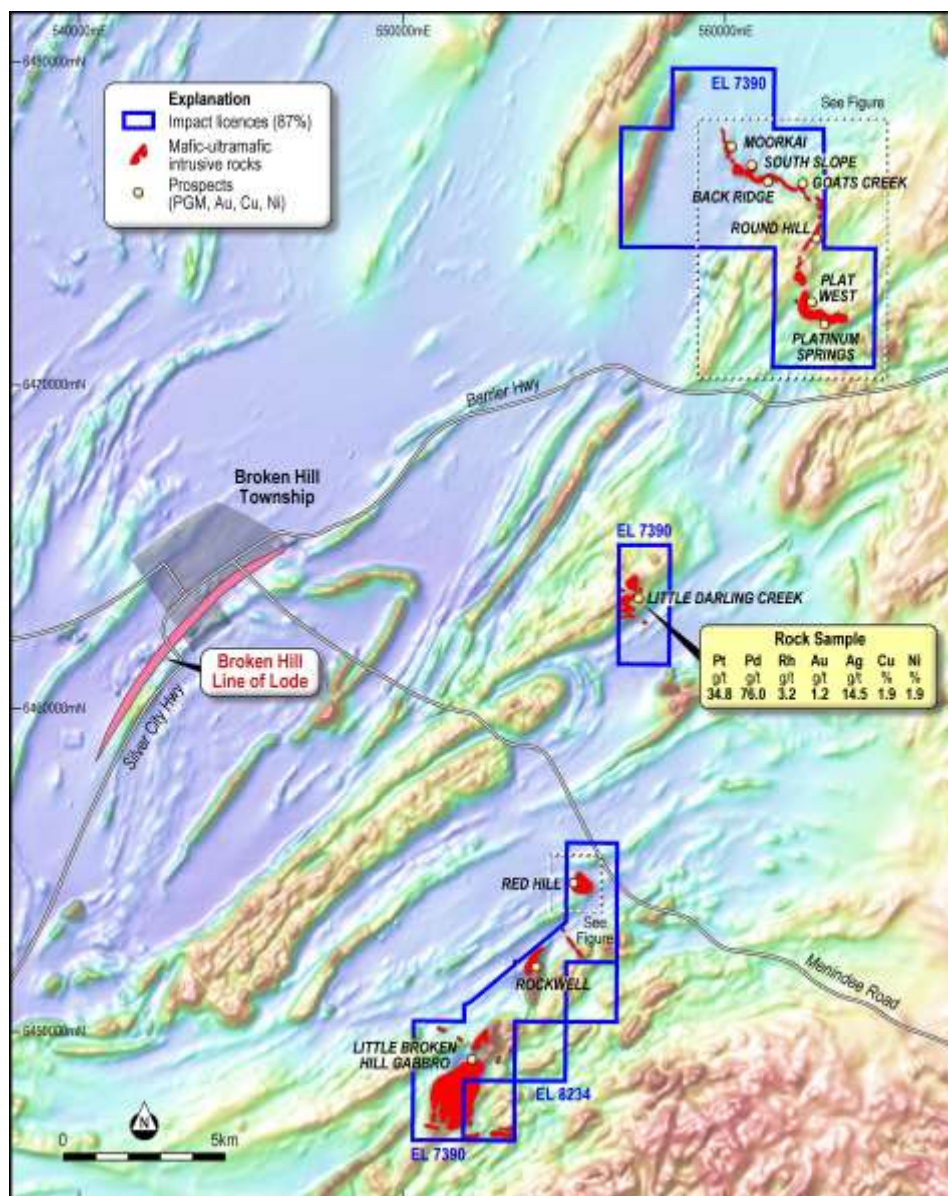 540000mE
550000mE
560000mE
6480000mN
Explanation
Impact licences (87%)
Mafic-ultramafic
intrusive rocks
Prospects
(PGM, Au, Cu, Ni)
EL 7390
See Figure
MOORKAI
SOUTH SLOPE
GOATS CREEK
BACK RIDGE
ROUND HILL
PLAT
WEST
PLATINUM
SPRINGS
6470000mN
Barrier Hwy
Broken Hill
Township
EL 7390
LITTLE DARLING CREEK
Rock Sample
Pt Pd Rh Au Ag Cu Ni
g/t g/t g/t g/t g/t % %
34.8 76.0 3.2 1.2 14.5 1.9 1.9
Broken Hill
Line of Lode
6460000mN
Silver City Hwy
RED HILL
See
Figure
ROCKWELL
Menindee Road
6450000mN
LITTLE BROKEN
HILL GABBRO
EL 8234
N
0 5km
EL 7390